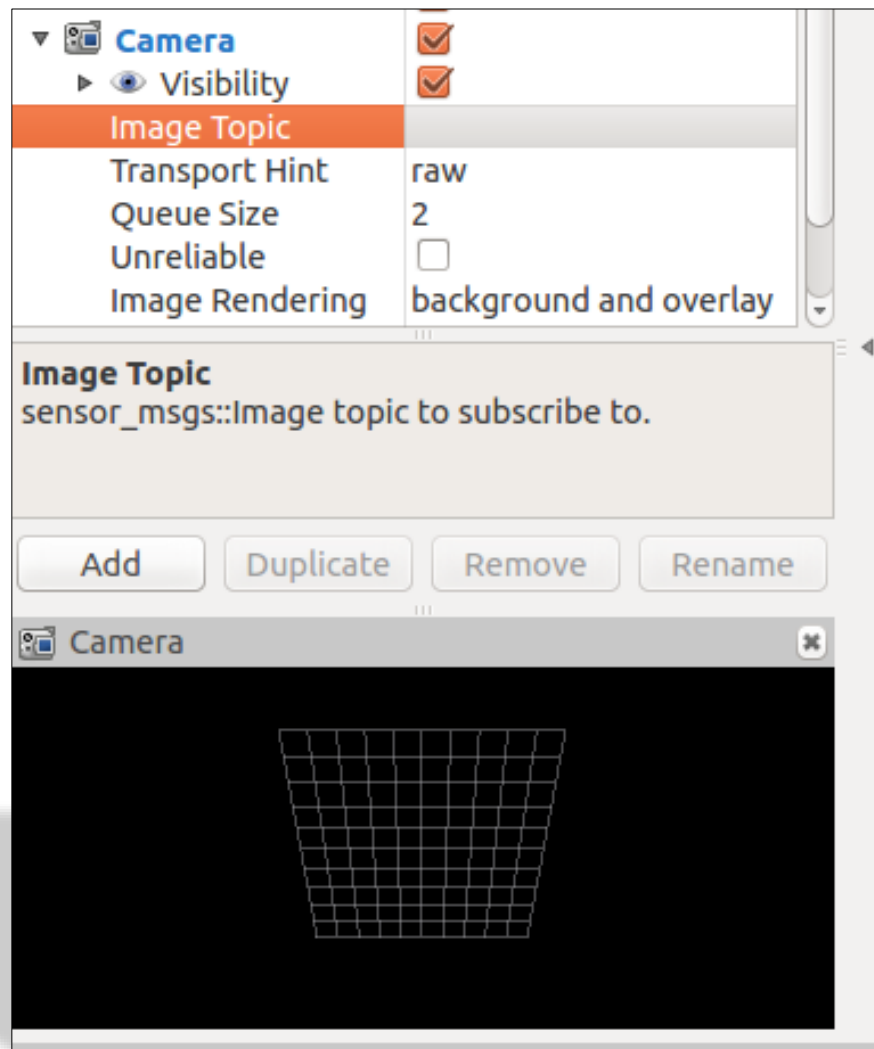 Camera
Visibility
Image Topic
Transport Hint raw
Queue Size 2
Unreliable
Image Rendering background and overlay
Image Topic
sensor_msgs::Image topic to subscribe to.
Add Duplicate Remove Rename
Camera